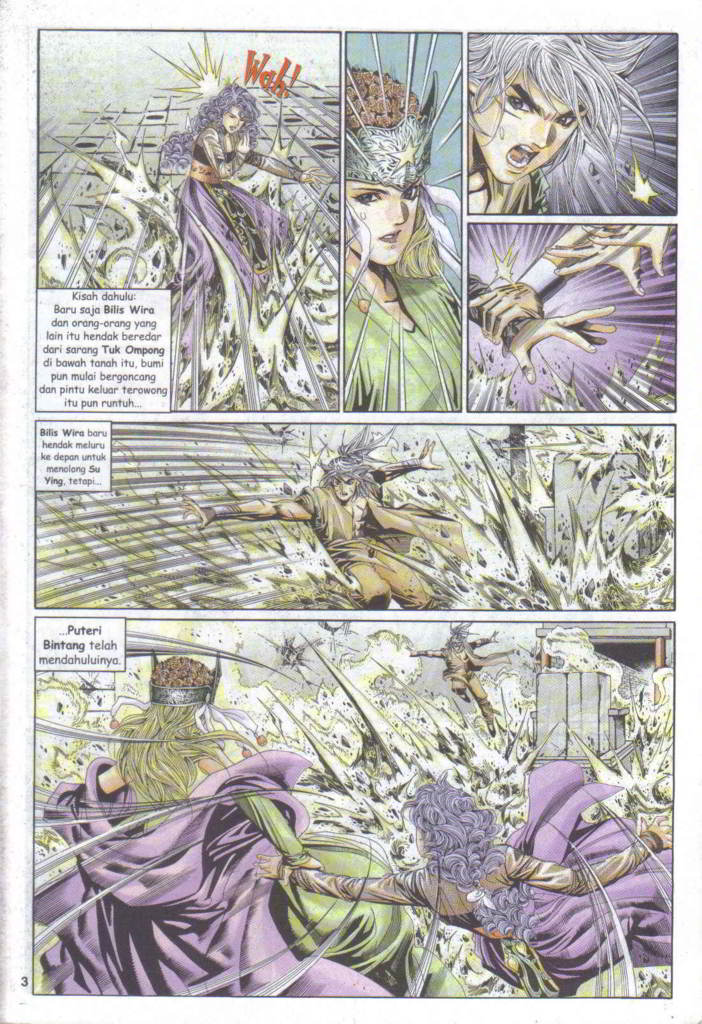 Wah!
Kisah dahulu:
Baru saja Bilis Wira
dan orang-orang yang
lain itu hendak beredar
dari sarang Tuk Ompong
di bawah tanah itu, bumi
pun mulai bergoncang
dan pintu keluar terowong
itu pun runtuh...
Bilis Wira baru
hendak meluru
ke depan untuk
menolong Su
Ying, tetapi...
...Puteri
Bintang telah
mendahuluinya.
3